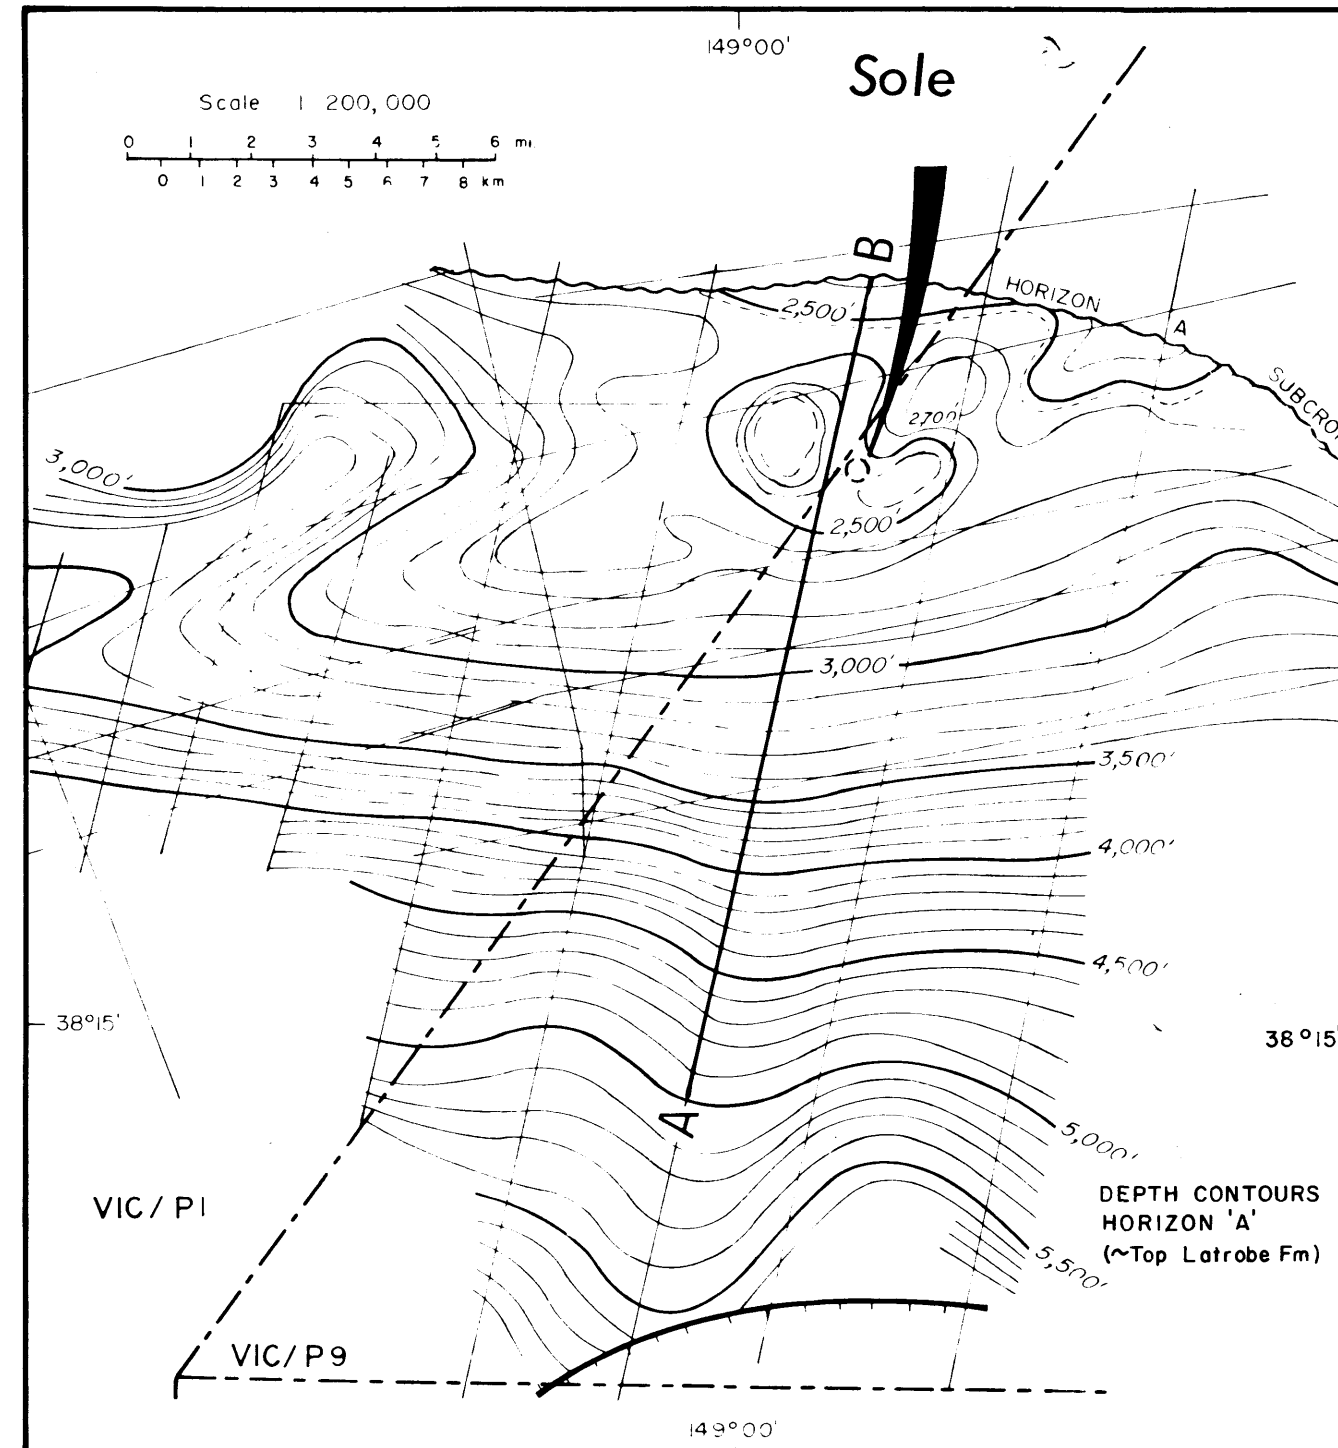 149°00'
Sole
Scale 1 200,000
0 1 2 3 4 5 6 mi.
0 1 2 3 4 5 6 7 8 km
B
HORIZON A SUBCRO
2,500'
2,700'
3,000'
2,500'
3,000'
3,500'
4,000'
4,500'
38°15'
38°15'
A
5,000'
VIC/P1
DEPTH CONTOURS
HORIZON 'A'
(~Top Latrobe Fm)
5,500'
VIC/P9
149°00'